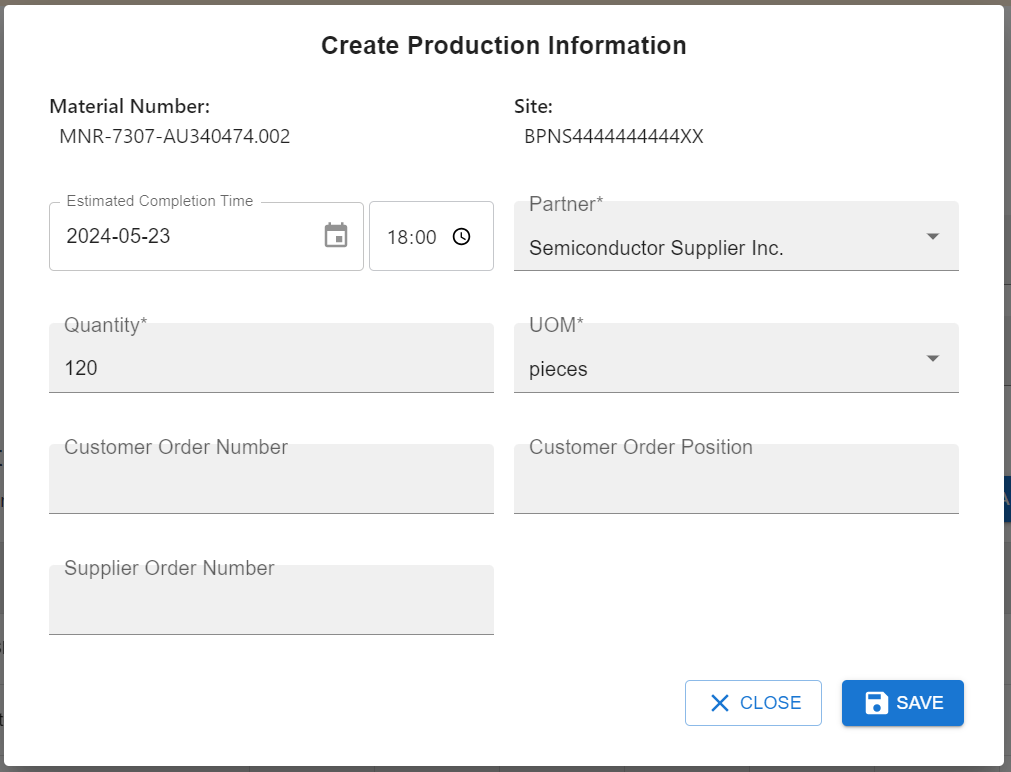 Create Production Information
Material Number:
MNR-7307-AU340474.002
Site:
BPNS4444444444XX
Estimated Completion Time
2024-05-23
18:00
Partner*
Semiconductor Supplier Inc.
Quantity*
120
UOM*
pieces
Customer Order Number
Customer Order Position
Supplier Order Number
CLOSE
SAVE